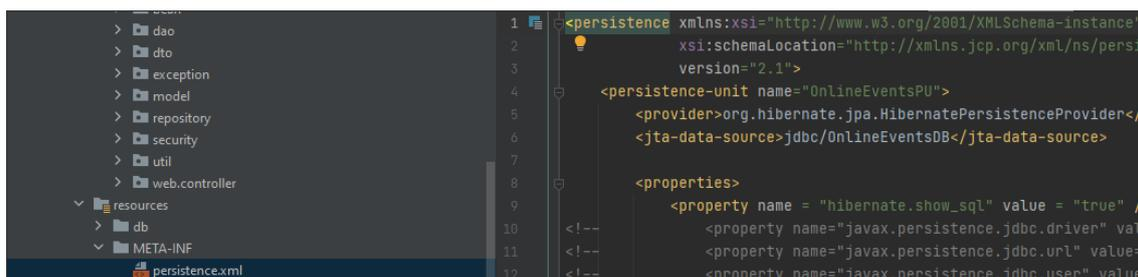 bean
dao
dto
exception
model
repository
security
util
web.controller
resources
db
META-INF
persistence.xml
1 <persistence xmlns:xsi="http://www.w3.org/2001/XMLSchema-instance"
2 xsi:schemaLocation="http://xmlns.jcp.org/xml/ns/persi
3 version="2.1">
4 <persistence-unit name="OnlineEventsPU">
5 <provider>org.hibernate.jpa.HibernatePersistenceProvider</
6 <jta-data-source>jdbc/OnlineEventsDB</jta-data-source>
7
8 <properties>
9 <property name = "hibernate.show_sql" value = "true" /
10 <!-- <property name="javax.persistence.jdbc.driver" val
11 <!-- <property name="javax.persistence.jdbc.url" value=
12 <!-- <property name="javax.persistence.jdbc.user" value